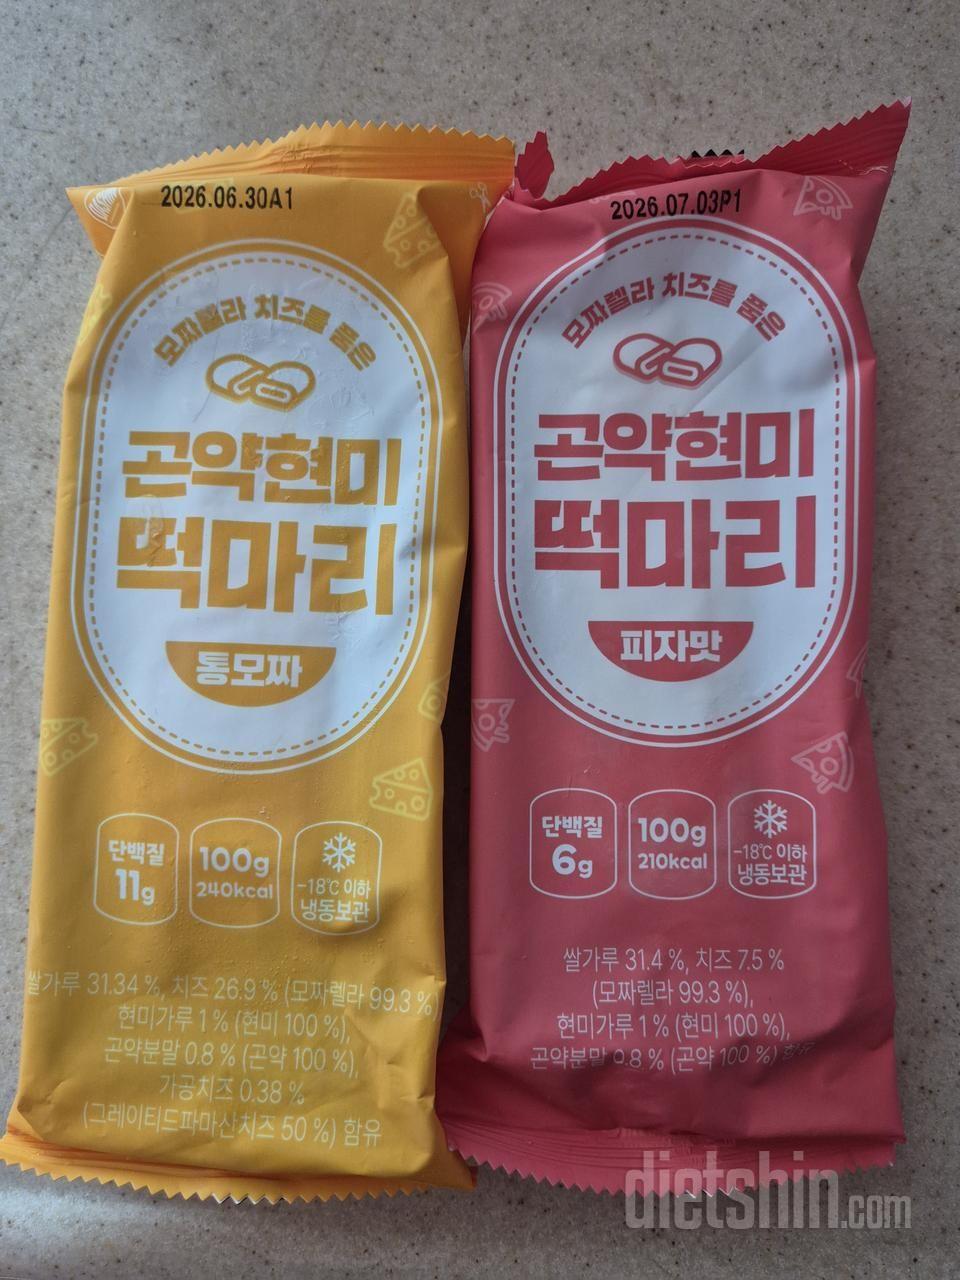 2026.06.30A1
모짜렐라 치즈를 품은
곤약현미
떡마리
통모짜
단백질
11g
100g
240kcal
-18℃ 이하
냉동보관
쌀가루 31.34 %, 치즈 26.9 % (모짜렐라 99.3 %)
현미가루 1 % (현미 100 %),
곤약분말 0.8 % (곤약 100 %),
가공치즈 0.38 %
(그레이티드파마산치즈 50 %) 함유
2026.07.03P1
모짜렐라 치즈를 품은
곤약현미
떡마리
피자맛
단백질
6g
100g
210kcal
-18℃ 이하
냉동보관
쌀가루 31.4 %, 치즈 7.5 %
(모짜렐라 99.3 %),
현미가루 1 % (현미 100 %),
곤약분말 0.8 % (곤약 100 %) 함유
dietshin.com